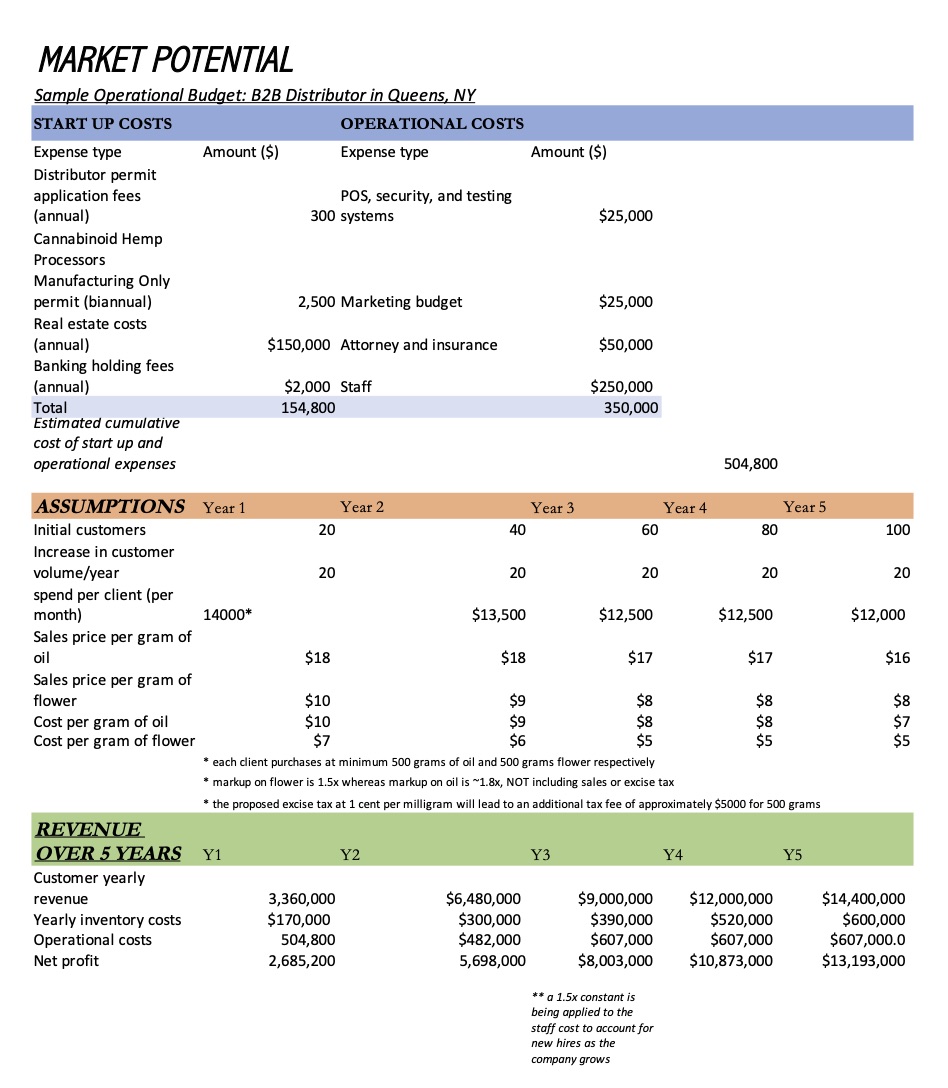 MARKET POTENTIAL
Sample Operational Budget: B2B Distributor in Queens, NY
START UP COSTS OPERATIONAL COSTS
Expense type Amount ($) Expense type Amount ($)
Distributor permit
application fees POS, security, and testing
(annual) 300 systems $25,000
Cannabinoid Hemp
Processors
Manufacturing Only
permit (biannual) 2,500 Marketing budget $25,000
Real estate costs
(annual) $150,000 Attorney and insurance $50,000
Banking holding fees
(annual) $2,000 Staff $250,000
Total 154,800 350,000
Estimated cumulative
cost of start up and
operational expenses 504,800
ASSUMPTIONS Year 1 Year 2 Year 3 Year 4 Year 5
Initial customers 20 40 60 80 100
Increase in customer
volume/year 20 20 20 20 20
spend per client (per
month) 14000* $13,500 $12,500 $12,500 $12,000
Sales price per gram of
oil $18 $18 $17 $17 $16
Sales price per gram of
flower $10 $9 $8 $8 $8
Cost per gram of oil $10 $9 $8 $8 $7
Cost per gram of flower $7 $6 $5 $5 $5
* each client purchases at minimum 500 grams of oil and 500 grams flower respectively
* markup on flower is 1.5x whereas markup on oil is ~1.8x, NOT including sales or excise tax
* the proposed excise tax at 1 cent per milligram will lead to an additional tax fee of approximately $5000 for 500 grams
REVENUE
OVER 5 YEARS Y1 Y2 Y3 Y4 Y5
Customer yearly
revenue 3,360,000 $6,480,000 $9,000,000 $12,000,000 $14,400,000
Yearly inventory costs $170,000 $300,000 $390,000 $520,000 $600,000
Operational costs 504,800 $482,000 $607,000 $607,000 $607,000.0
Net profit 2,685,200 5,698,000 $8,003,000 $10,873,000 $13,193,000
** a 1.5x constant is
being applied to the
staff cost to account for
new hires as the
company grows